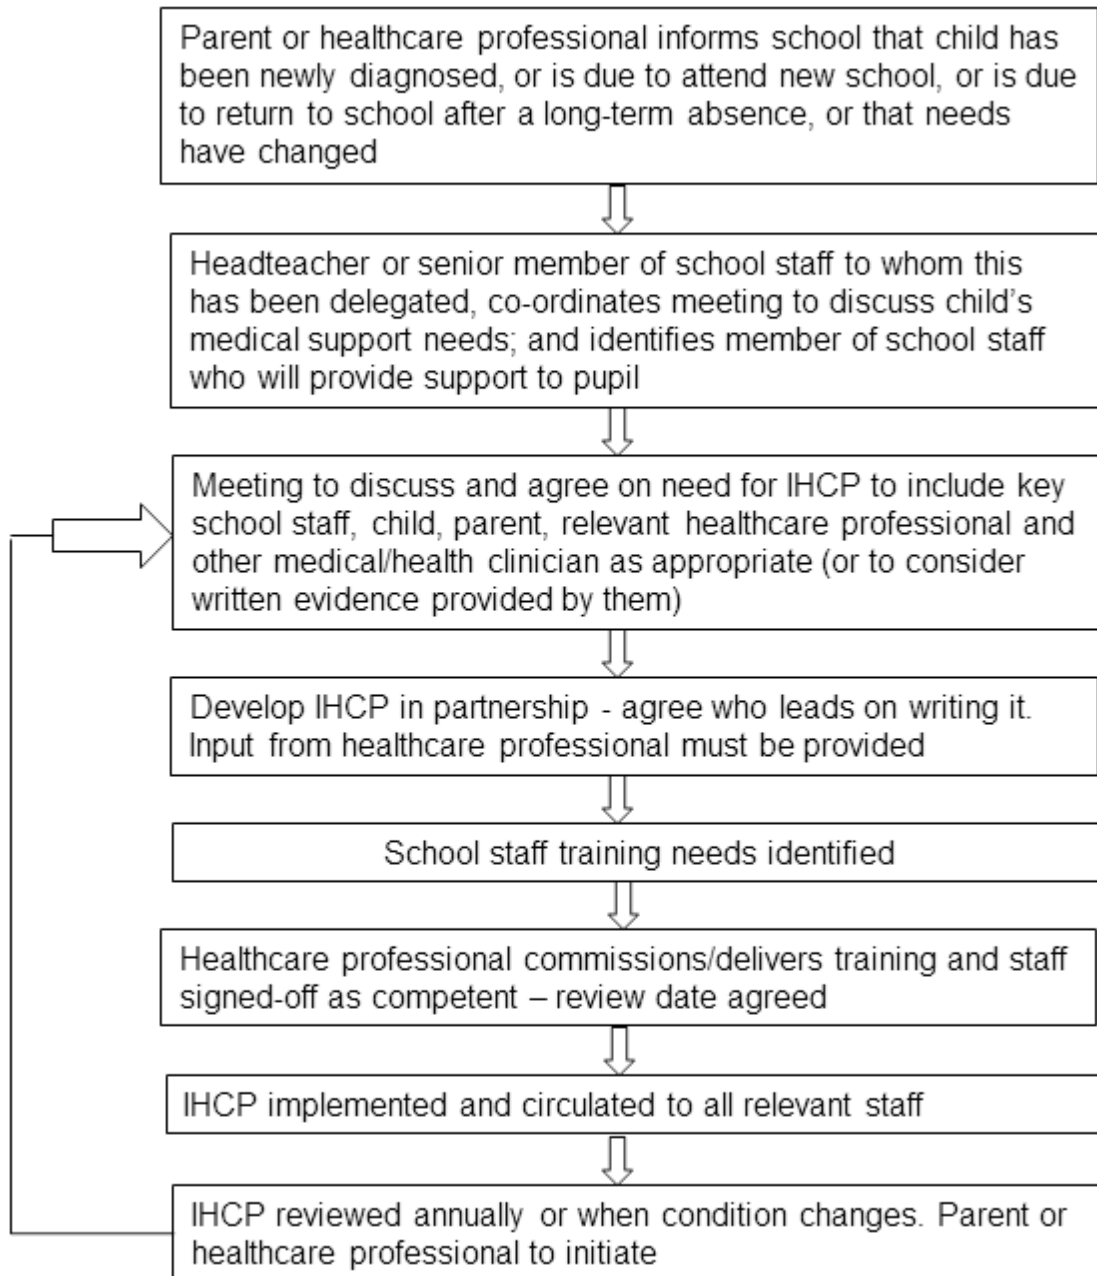 Parent or healthcare professional informs school that child has
been newly diagnosed, or is due to attend new school, or is due
to return to school after a long-term absence, or that needs
have changed
Headteacher or senior member of school staff to whom this
has been delegated, co-ordinates meeting to discuss child's
medical support needs; and identifies member of school staff
who will provide support to pupil
Meeting to discuss and agree on need for IHCP to include key
school staff, child, parent, relevant healthcare professional and
other medical/health clinician as appropriate (or to consider
written evidence provided by them)
Develop IHCP in partnership - agree who leads on writing it.
Input from healthcare professional must be provided
School staff training needs identified
Healthcare professional commissions/delivers training and staff
signed-off as competent – review date agreed
IHCP implemented and circulated to all relevant staff
IHCP reviewed annually or when condition changes. Parent or
healthcare professional to initiate